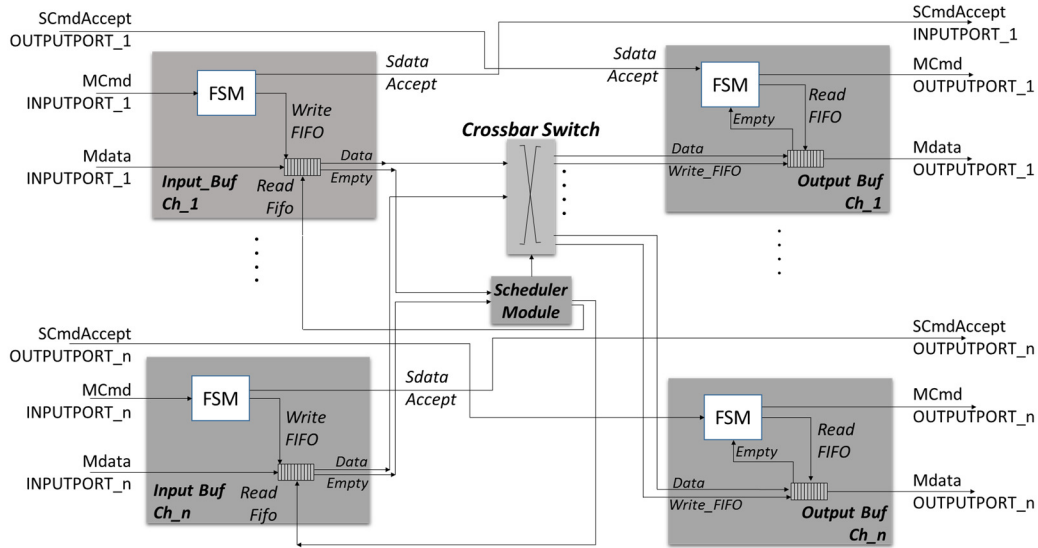 SCmdAccept
OUTPUTPORT_1
MCmd
INPUTPORT_1
Mdata
INPUTPORT_1
FSM
Write
FIFO
Data
Empty
Input_Buf
Ch_1
Read
Fifo
Sdata
Accept
Crossbar Switch
Scheduler
Module
Sdata
Accept
FSM
Read
FIFO
Empty
Data
Write_FIFO
Output Buf
Ch_1
SCmdAccept
INPUTPORT_1
MCmd
OUTPUTPORT_1
Mdata
OUTPUTPORT_1
SCmdAccept
OUTPUTPORT_n
MCmd
INPUTPORT_n
Mdata
INPUTPORT_n
FSM
Write
FIFO
Data
Empty
Input Buf
Ch_n
Read
Fifo
Sdata
Accept
FSM
Read
FIFO
Empty
Data
Write_FIFO
Output Buf
Ch_n
SCmdAccept
OUTPUTPORT_n
MCmd
OUTPUTPORT_n
Mdata
OUTPUTPORT_n